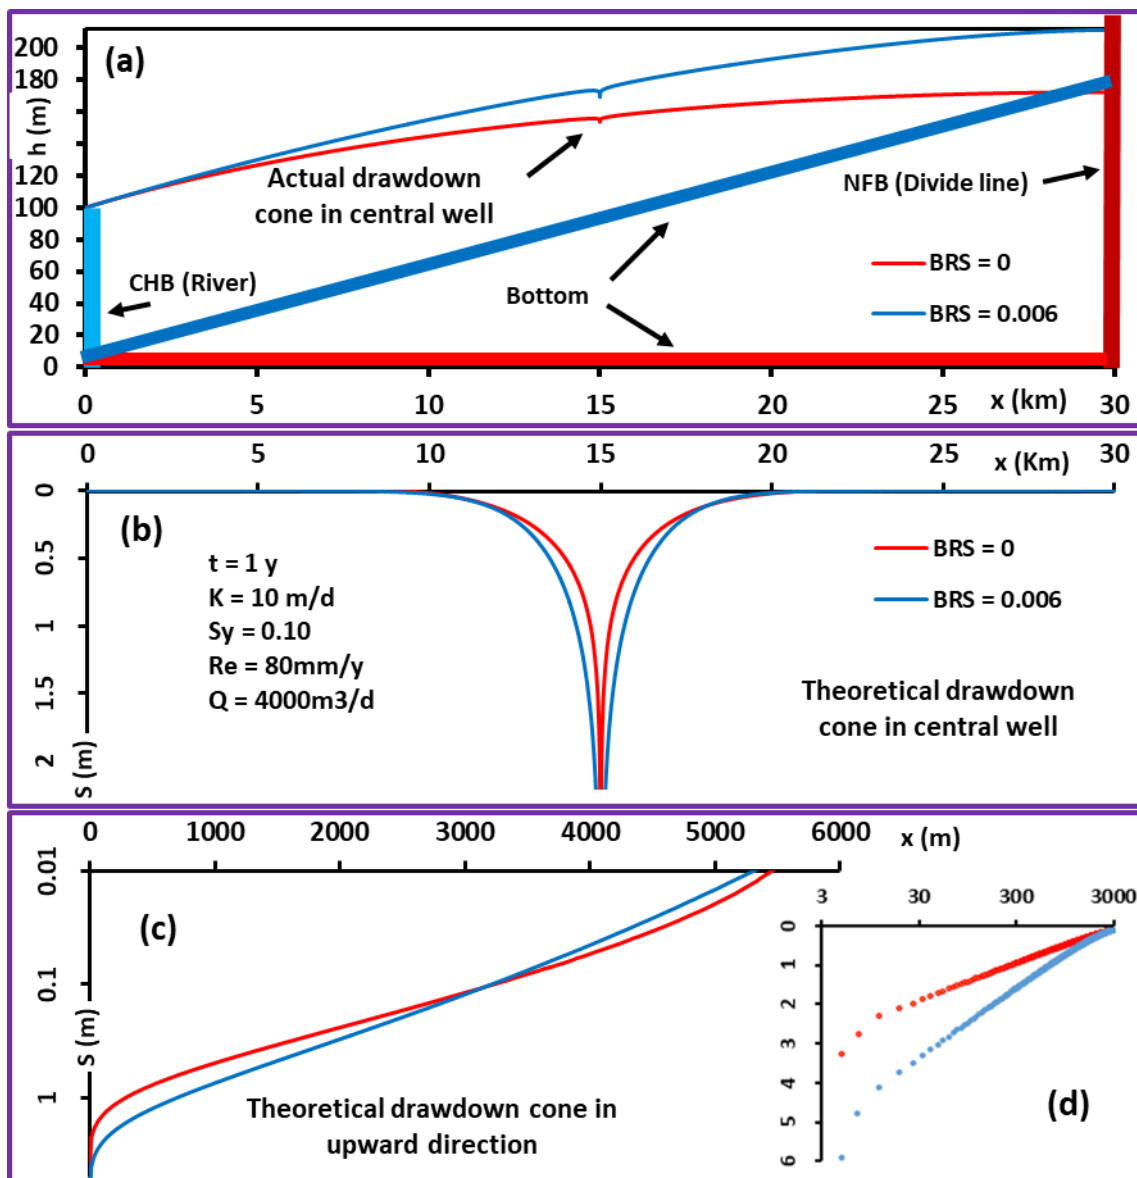 (a)
200
180
h (m)
120
100
80
60
40
20
0
Actual drawdown
cone in central well
NFB (Divide line)
CHB (River)
Bottom
BRS = 0
BRS = 0.006
0 5 10 15 20 25 x (km) 30
0 5 10 15 20 25 x (Km) 30
0
0.5
1
1.5
2
S (m)
(b)
t = 1 y
K = 10 m/d
Sy = 0.10
Re = 80mm/y
Q = 4000m3/d
BRS = 0
BRS = 0.006
Theoretical drawdown
cone in central well
0 1000 2000 3000 4000 5000 6000 x (m)
0.01
0.1
S (m)
1
(c)
Theoretical drawdown cone in
upward direction
3 30 300 3000
0
1
2
3
4
5
6
(d)